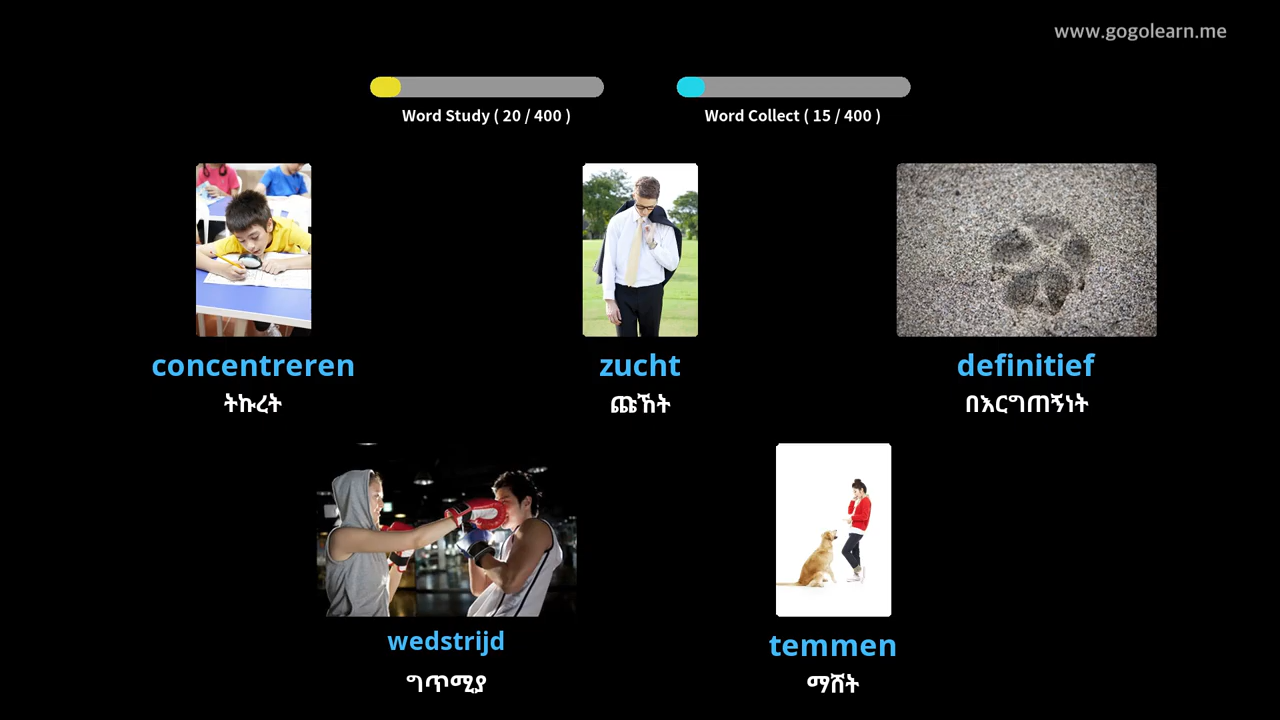 www.gogolearn.me
Word Study ( 20 / 400 )
Word Collect ( 15 / 400 )
concentreren
ትኩረት
zucht
ጩኸት
definitief
በእርግጠኝነት
wedstrijd
ግጥሚያ
temmen
ማሸት